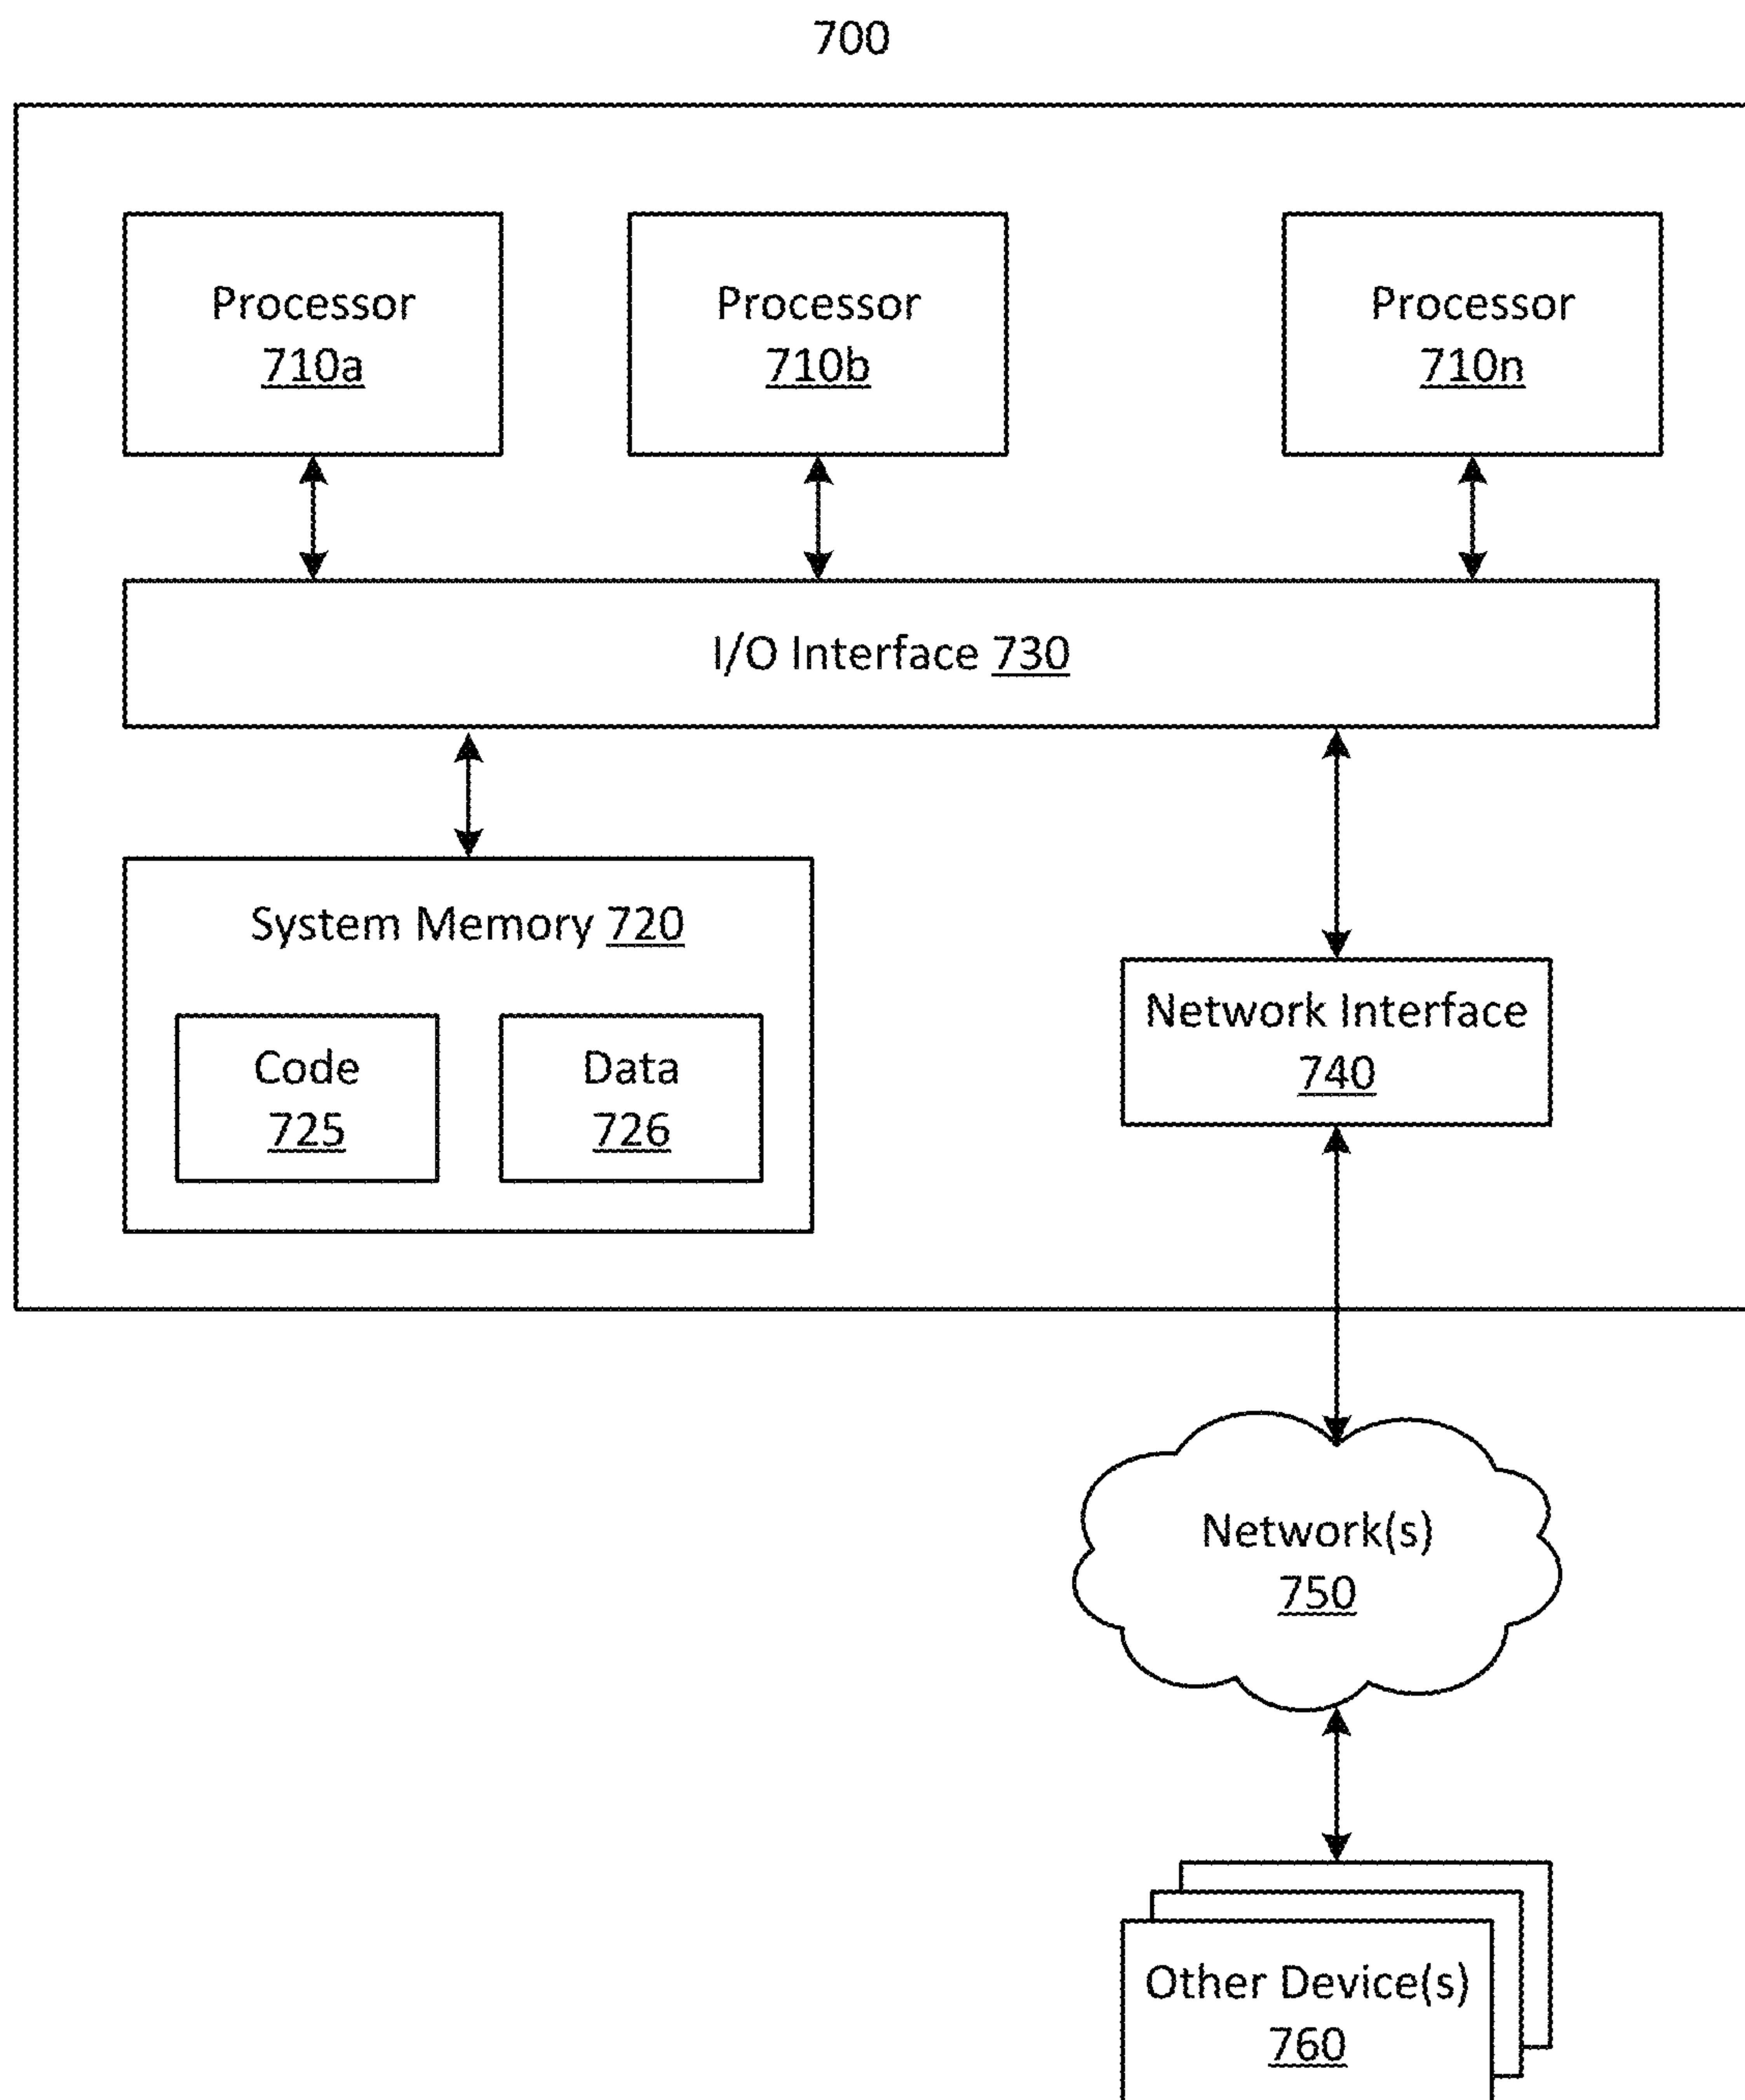 700
Processor
710a
Processor
710b
Processor
710n
I/O Interface 730
System Memory 720
Code
725
Data
726
Network Interface
740
Network(s)
750
Other Device(s)
760